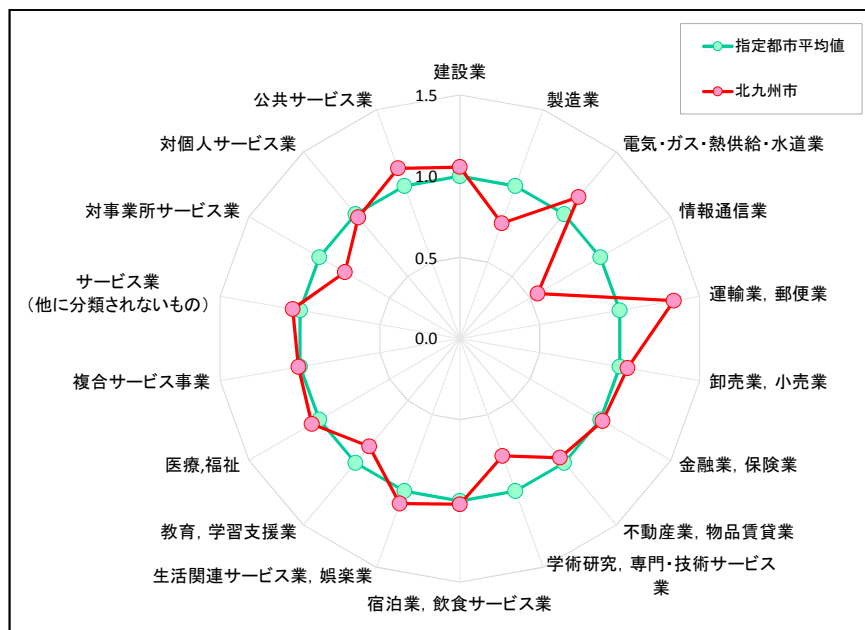 指定都市平均値
北九州市
建設業
製造業
電気・ガス・熱供給・水道業
情報通信業
運輸業, 郵便業
卸売業, 小売業
金融業, 保険業
不動産業, 物品賃貸業
学術研究, 専門・技術サービス
業
宿泊業, 飲食サービス業
生活関連サービス業, 娯楽業
教育, 学習支援業
医療,福祉
複合サービス事業
サービス業
（他に分類されないもの）
対事業所サービス業
対個人サービス業
公共サービス業
1.5
1.0
0.5
0.0